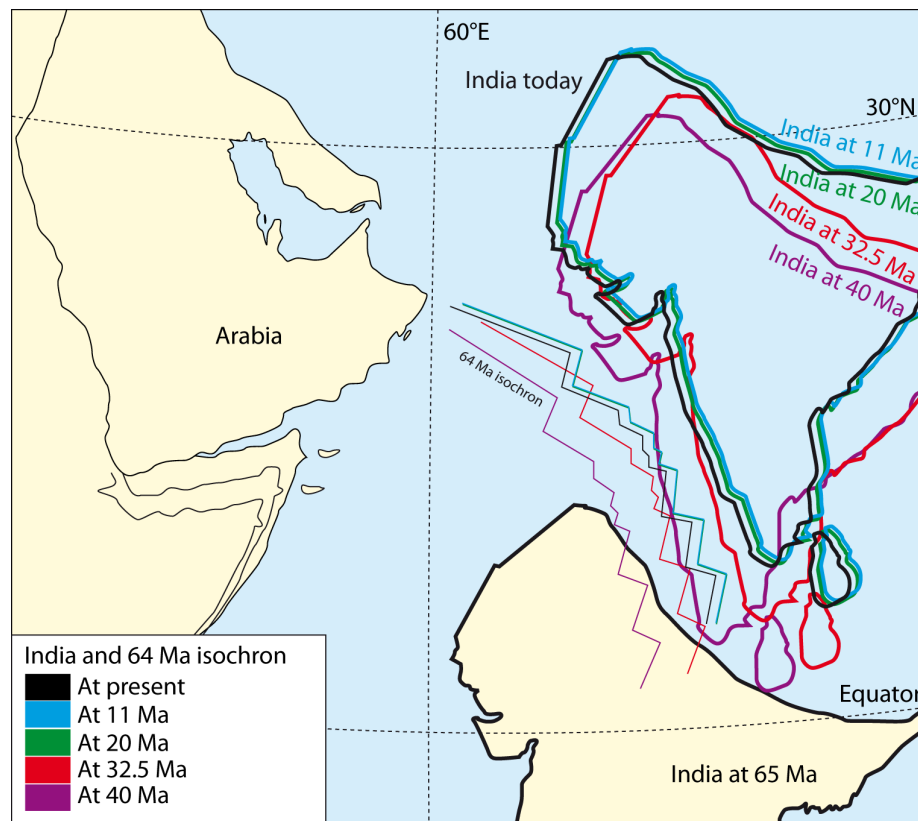 60°E
India today
30°N
India at 11 Ma
India at 20 Ma
India at 32.5 Ma
India at 40 Ma
Arabia
64 Ma isochron
Equator
India at 65 Ma
India and 64 Ma isochron
At present
At 11 Ma
At 20 Ma
At 32.5 Ma
At 40 Ma